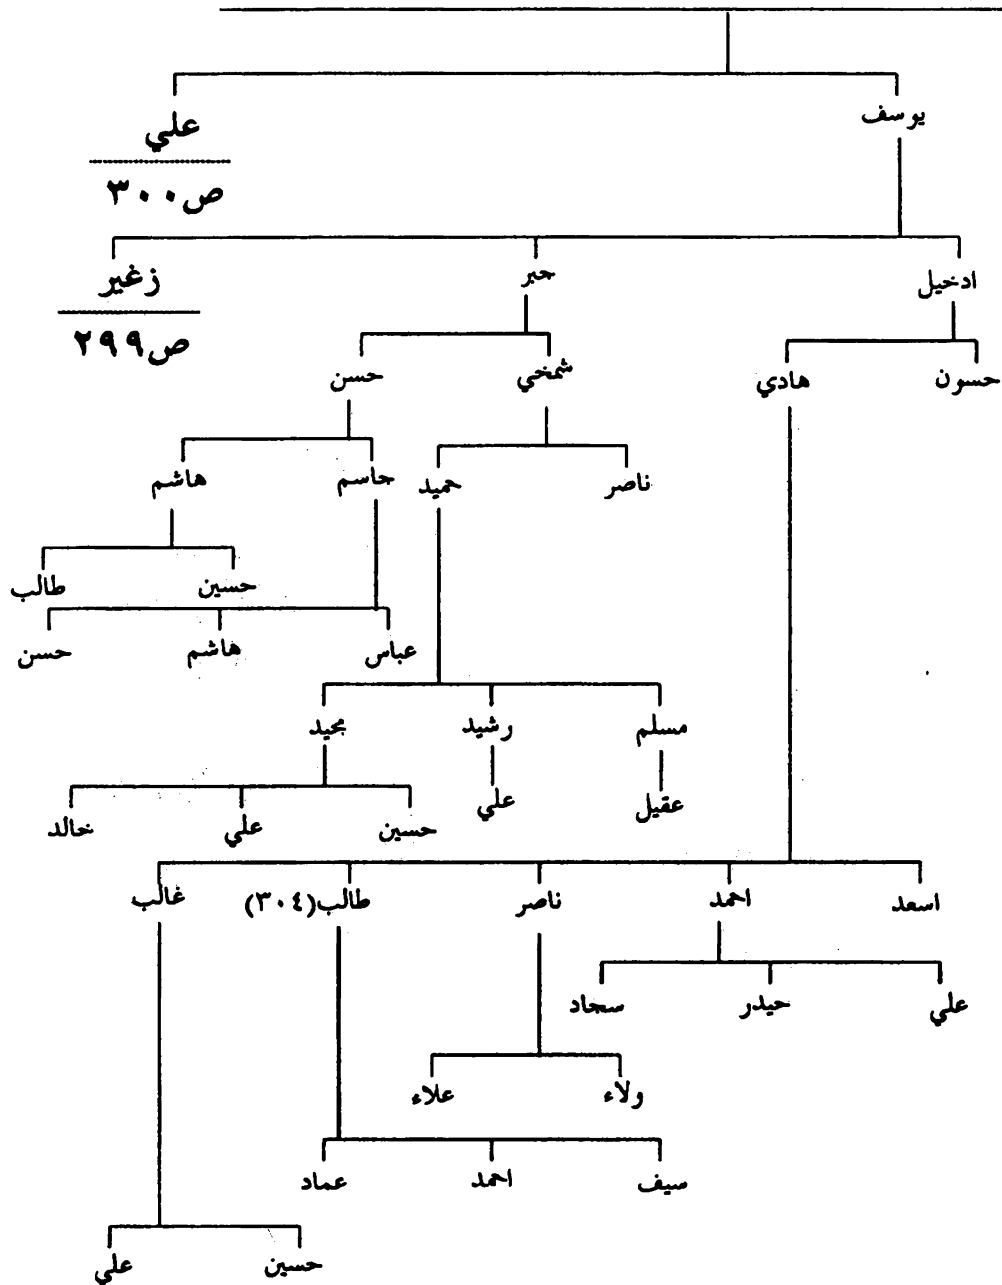 يوسف علي
ص٣٠٠
ادخيل جبر زغير
ص٢٩٩
حسون هادي شمخي حسن
ناصر حميد جاسم هاشم
حسين طالب
عباس هاشم حسن
مسلم رشيد مجيد
عقيل علي حسين علي خالد
اسعد احمد ناصر طالب(٣٠٤) غالب
علي حيدر سجاد
ولاء علاء
سيف احمد عماد
حسين علي